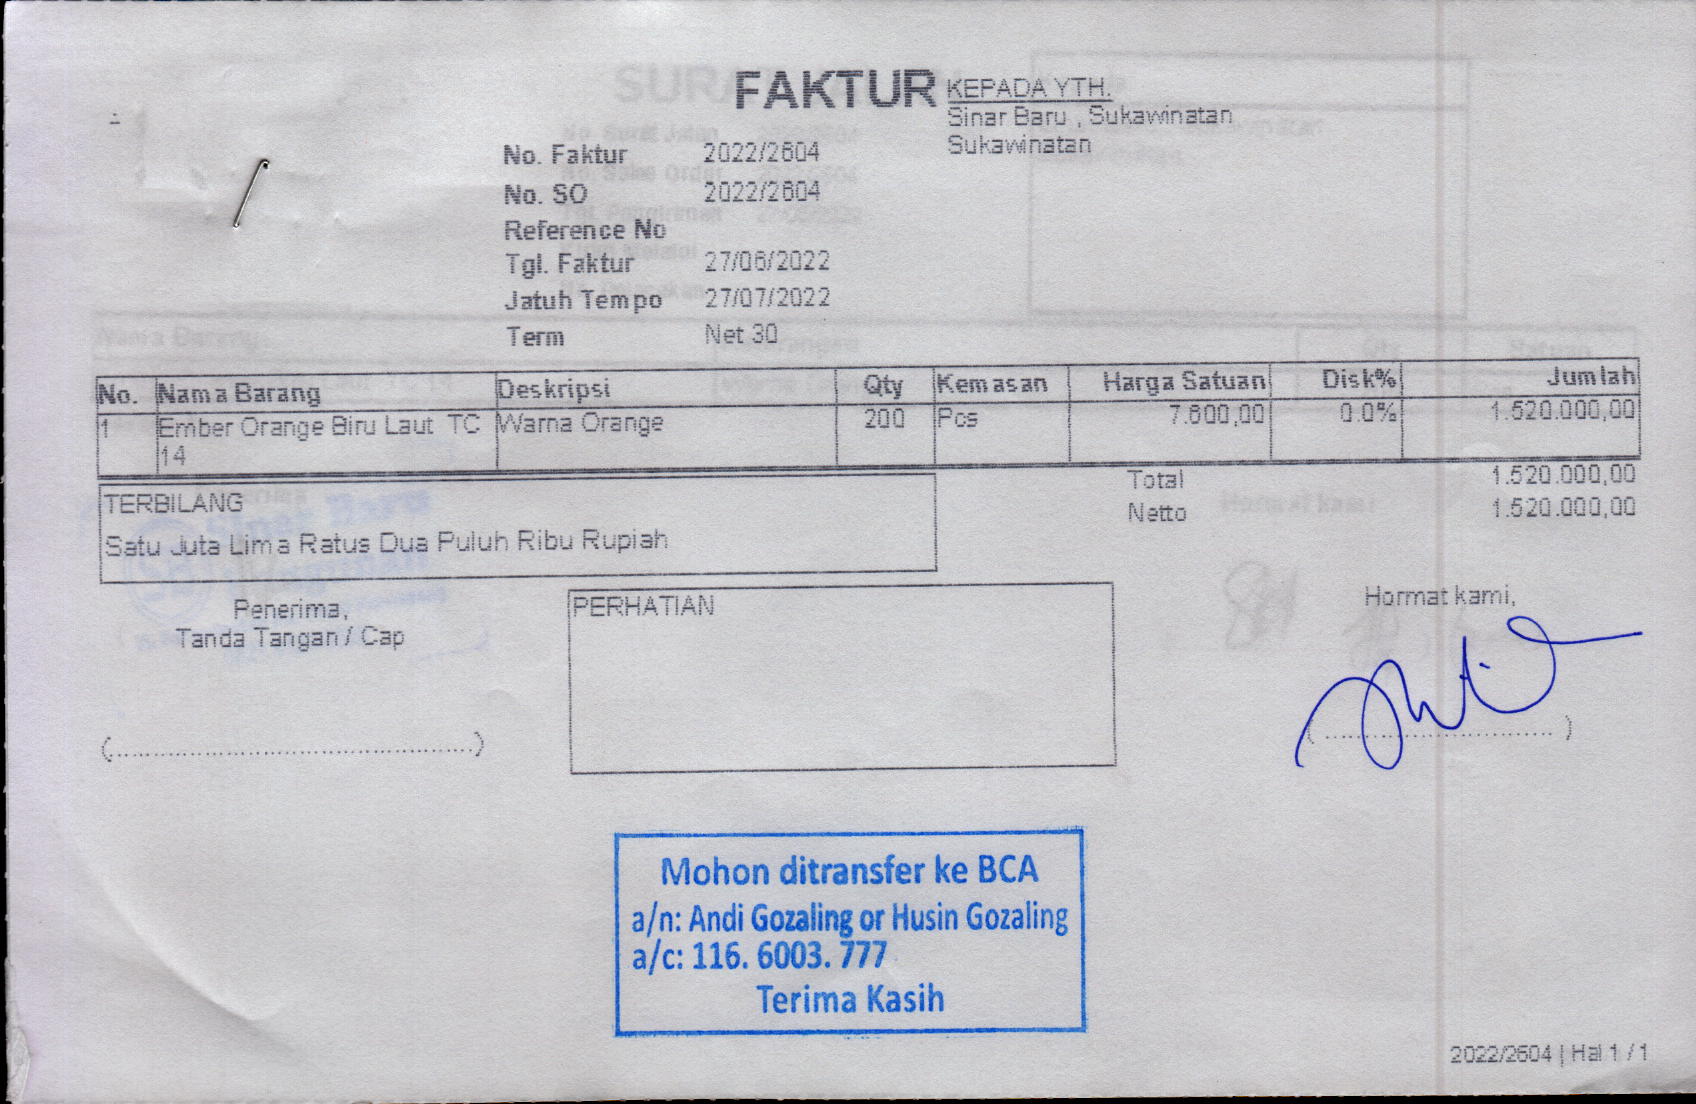 FAKTUR
KEPADA YTH.
Sinar Baru , Sukawinatan
Sukawinatan
No. Faktur 2022/2604
No. SO 2022/2604
Reference No
Tgl. Faktur 27/06/2022
Jatuh Tempo 27/07/2022
Term Net 30
No. Nama Barang Deskripsi Qty Kemasan Harga Satuan Disk% Jumlah
1 Ember Orange Biru Laut TC Warna Orange 200 Pcs 7.600,00 0.0% 1.520.000,00
14
Total 1.520.000,00
Netto 1.520.000,00
TERBILANG
Satu Juta Lima Ratus Dua Puluh Ribu Rupiah
Penerima,
Tanda Tangan / Cap
PERHATIAN
Hormat kami,
Mohon ditransfer ke BCA
a/n: Andi Gozaling or Husin Gozaling
a/c: 116. 6003. 777
Terima Kasih
2022/2604 | Hal 1 / 1